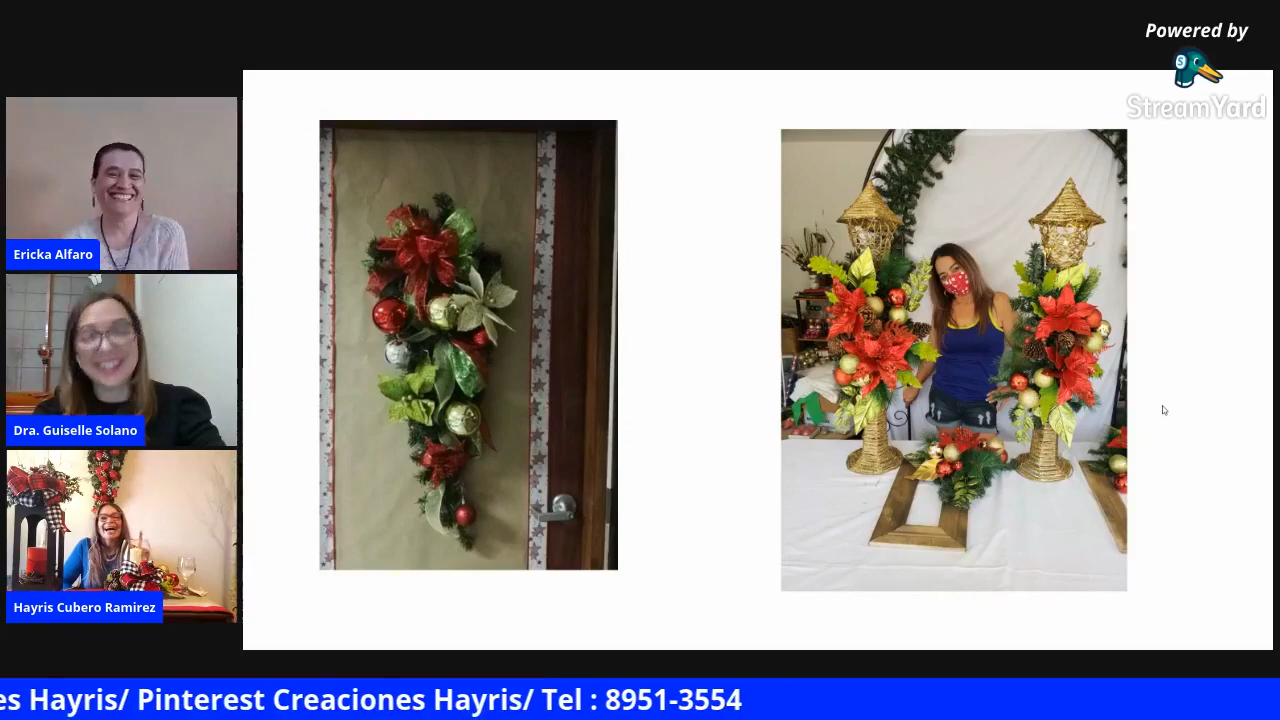 Powered by
StreamYard
Ericka Alfaro
Dra. Guiselle Solano
Hayris Cubero Ramirez
es Hayris/ Pinterest Creaciones Hayris/ Tel : 8951-3554